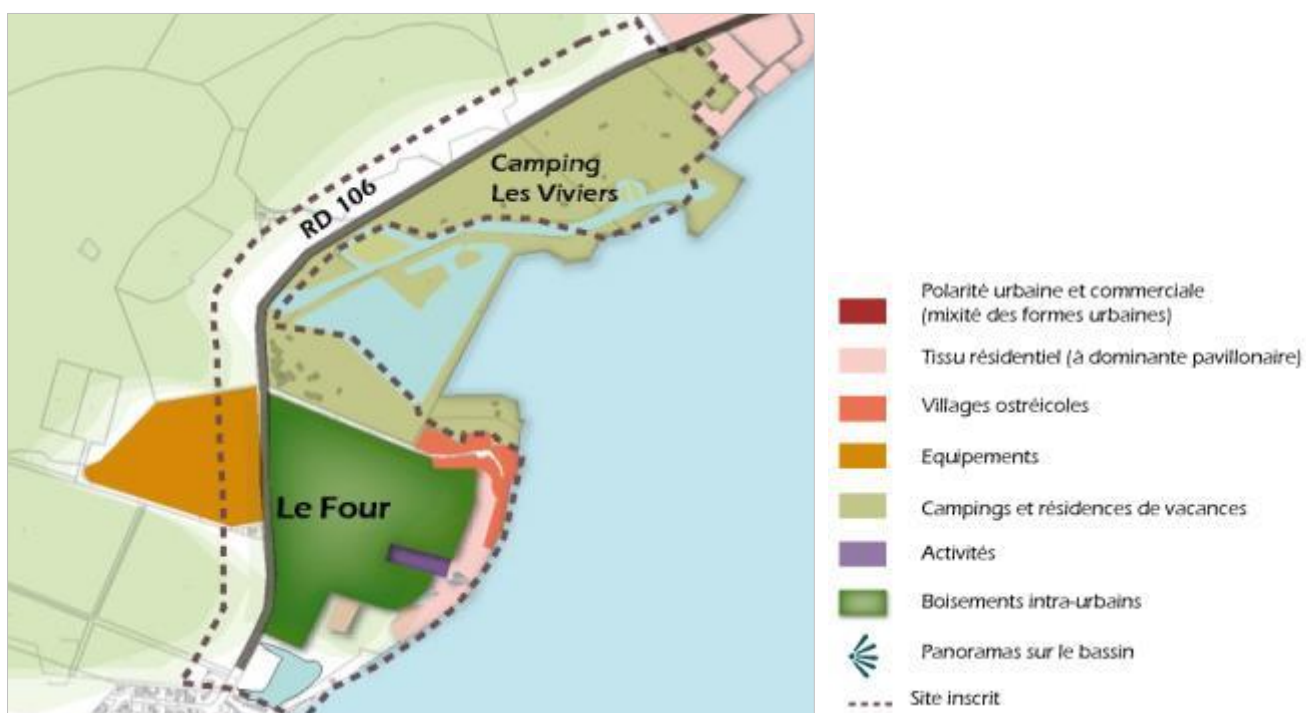 RD 106
Camping
Les Viviers
Le Four
Polarité urbaine et commerciale
(mixité des formes urbaines)
Tissu résidentiel (à dominante pavillonaire)
Villages ostréicoles
Equipements
Campings et résidences de vacances
Activités
Boisements intra-urbains
Panoramas sur le bassin
Site inscrit